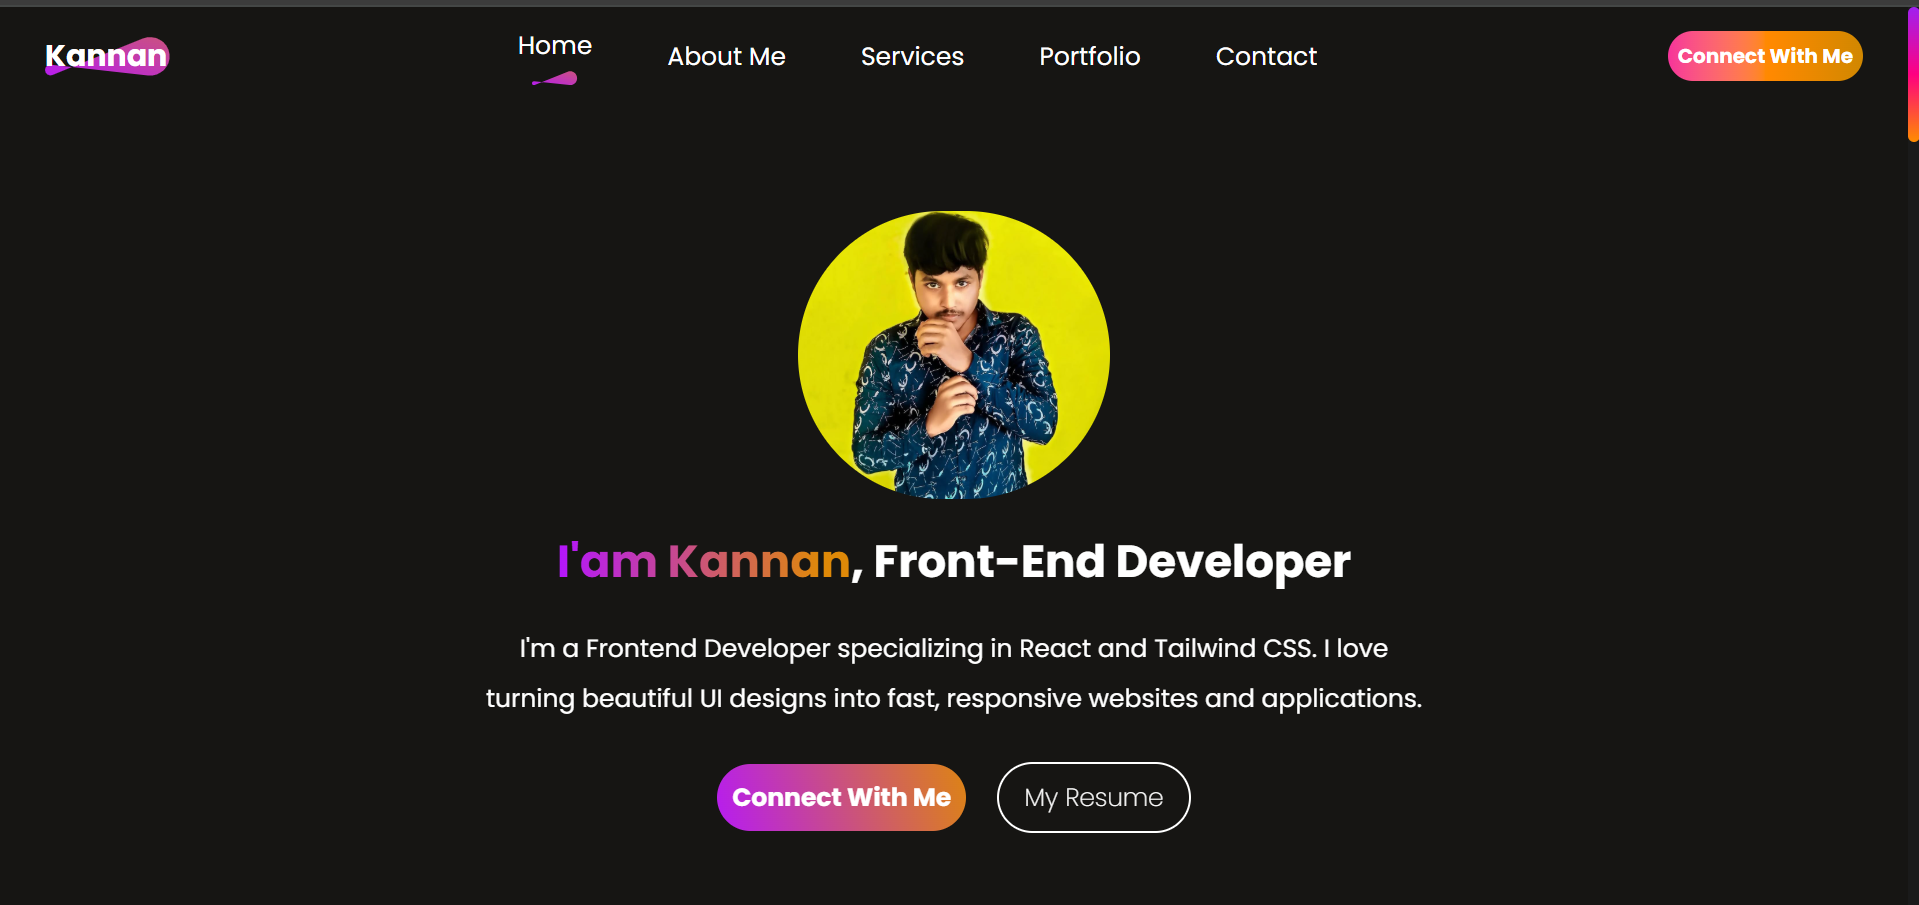 Kannan
Home
About Me
Services
Portfolio
Contact
Connect With Me
I'am Kannan, Front-End Developer
I'm a Frontend Developer specializing in React and Tailwind CSS. I love
turning beautiful UI designs into fast, responsive websites and applications.
Connect With Me
My Resume